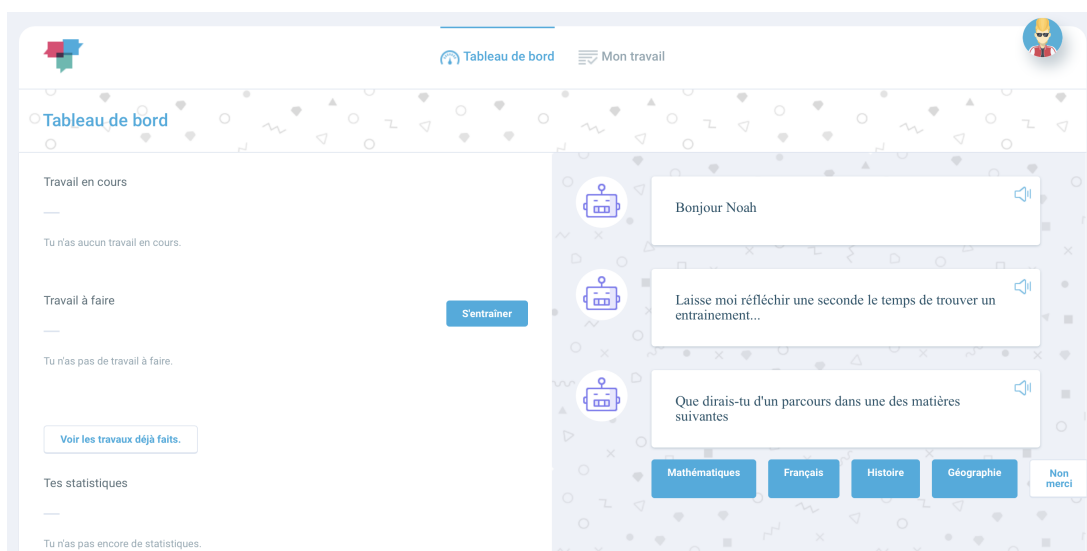 Tableau de bord
Mon travail
Tableau de bord
Travail en cours
Tu n'as aucun travail en cours.
Travail à faire
S'entraîner
Tu n'as pas de travail à faire.
Voir les travaux déjà faits.
Tes statistiques
Tu n'as pas encore de statistiques.
Bonjour Noah
Laisse moi réfléchir une seconde le temps de trouver un
entrainement...
Que dirais-tu d'un parcours dans une des matières
suivantes
Mathématiques
Français
Histoire
Géographie
Non
merci